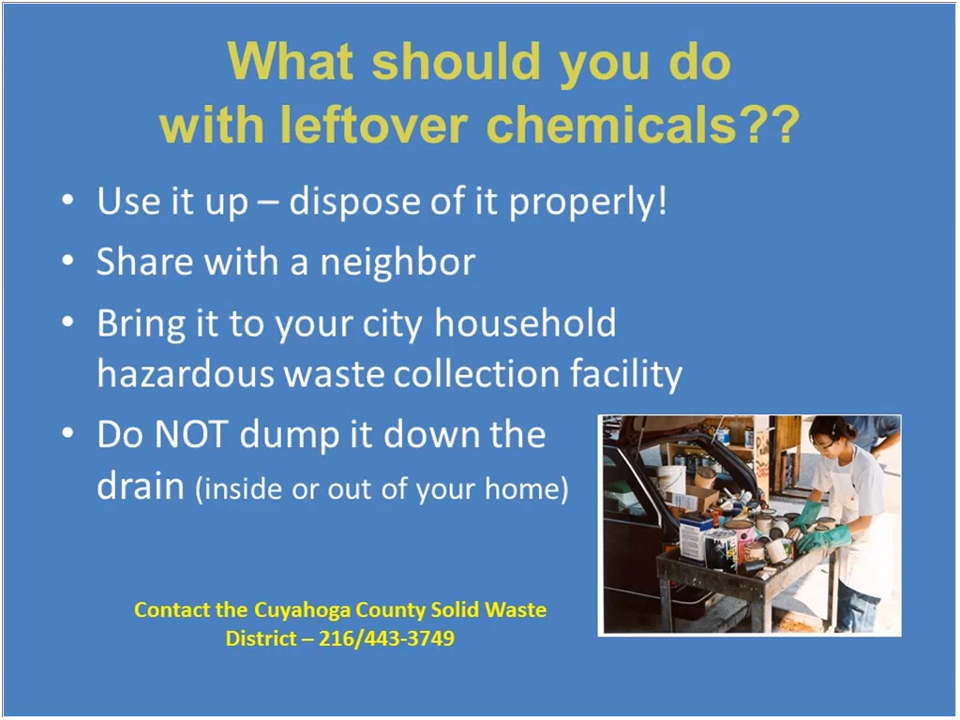 What should you do
with leftover chemicals??
• Use it up – dispose of it properly!
• Share with a neighbor
• Bring it to your city household
hazardous waste collection facility
• Do NOT dump it down the
drain (inside or out of your home)
Contact the Cuyahoga County Solid Waste
District – 216/443-3749